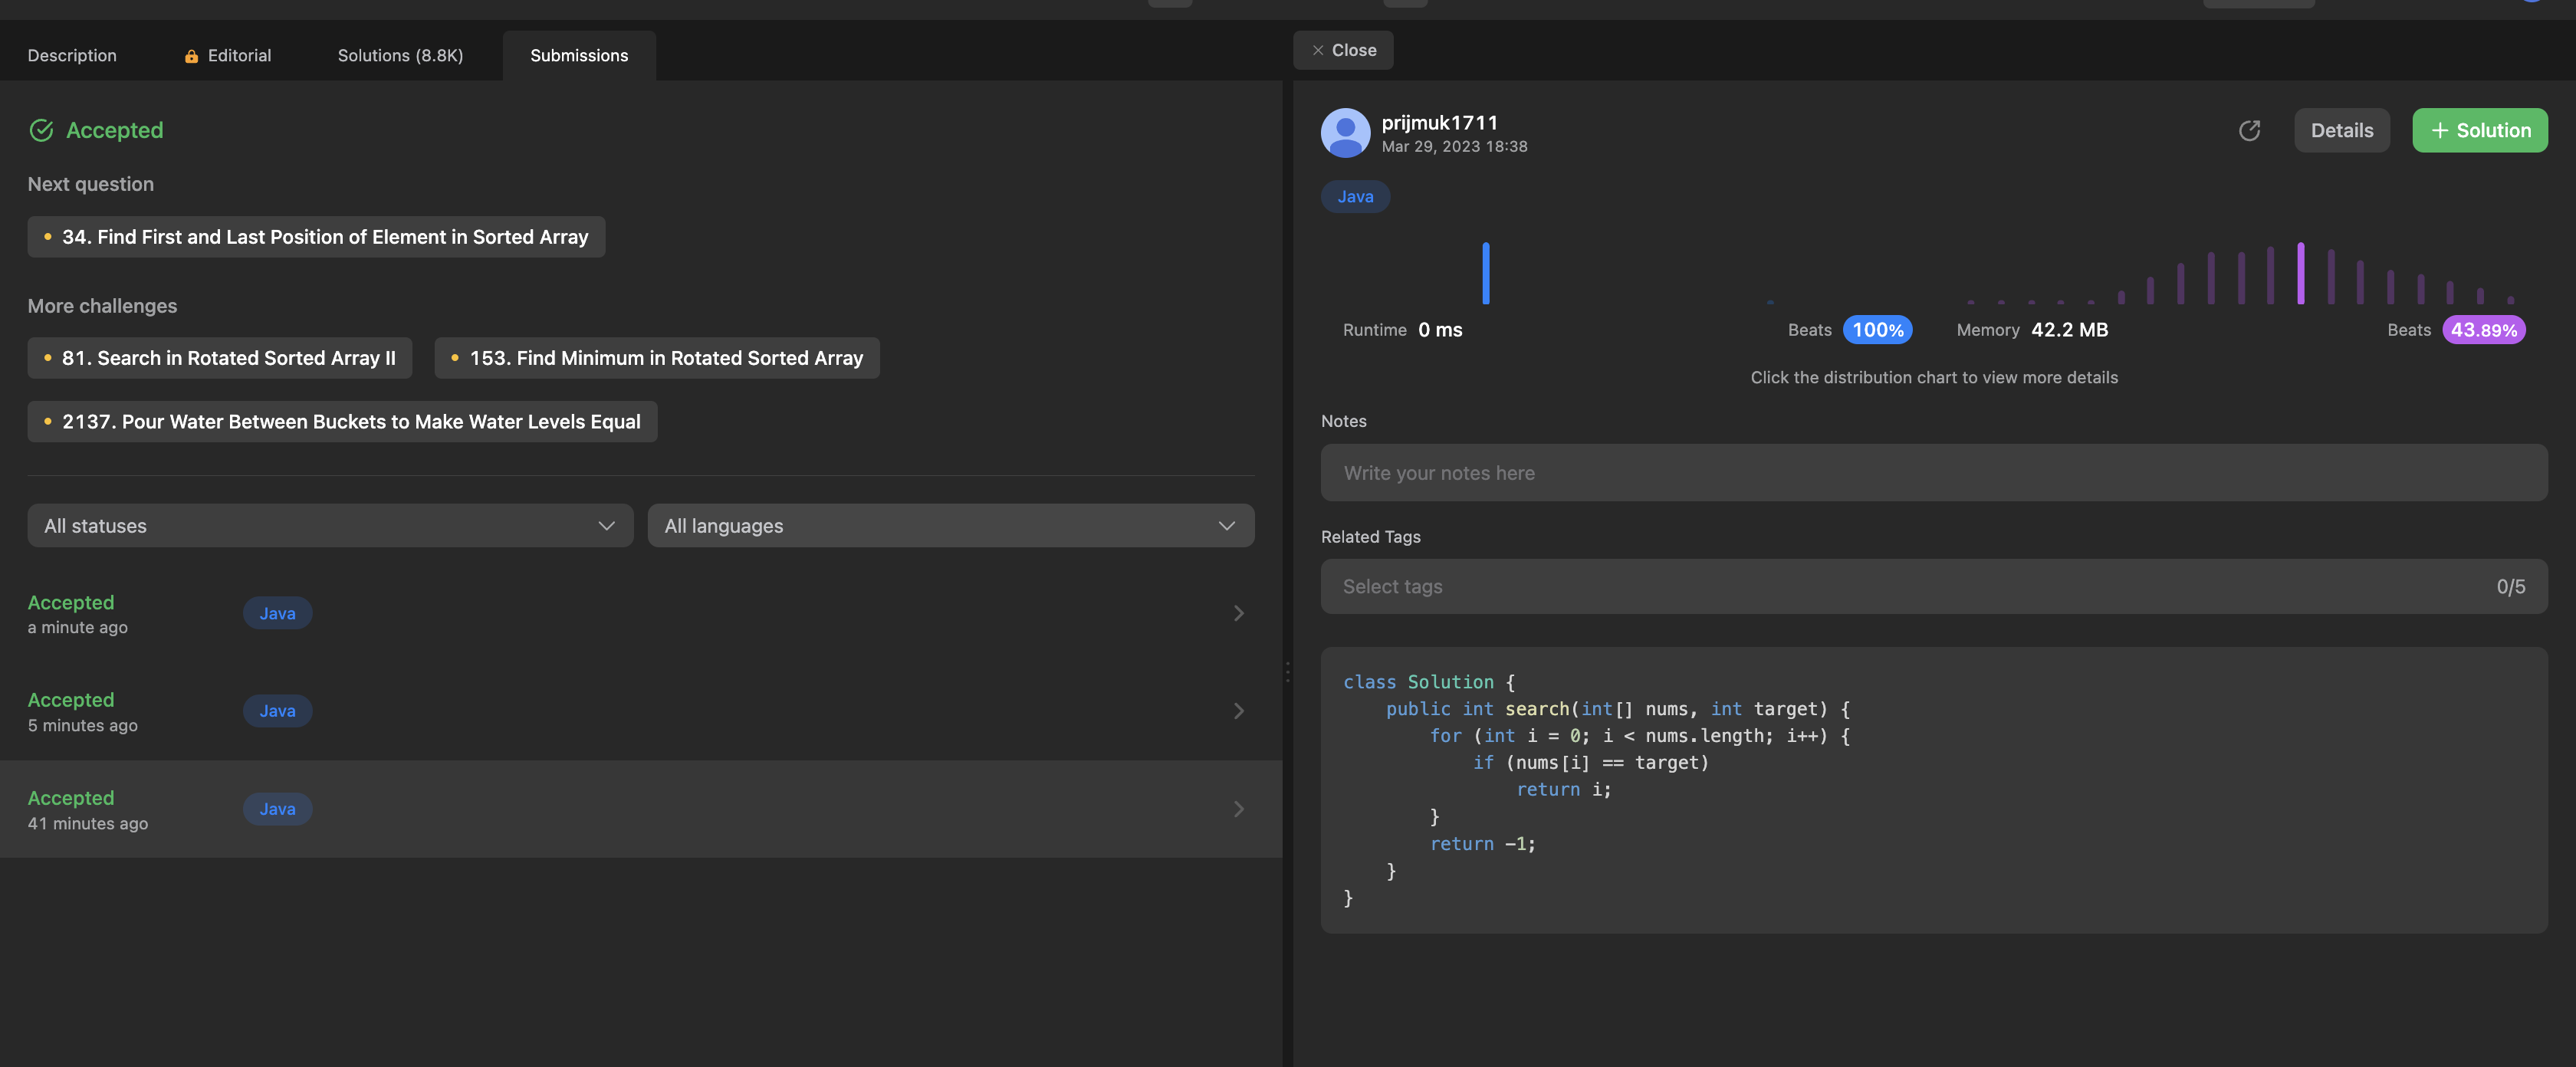 Description
Editorial
Solutions (8.8K)
Submissions
Accepted
Next question
34. Find First and Last Position of Element in Sorted Array
More challenges
81. Search in Rotated Sorted Array II
153. Find Minimum in Rotated Sorted Array
2137. Pour Water Between Buckets to Make Water Levels Equal
All statuses
All languages
Accepted
a minute ago
Java
Accepted
5 minutes ago
Java
Accepted
41 minutes ago
Java
Close
prijmuk1711
Mar 29, 2023 18:38
Details
+ Solution
Java
Runtime 0 ms
Beats 100%
Memory 42.2 MB
Beats 43.89%
Click the distribution chart to view more details
Notes
Write your notes here
Related Tags
Select tags
0/5
class Solution {
    public int search(int[] nums, int target) {
        for (int i = 0; i < nums.length; i++) {
            if (nums[i] == target)
                return i;
        }
        return -1;
    }
}